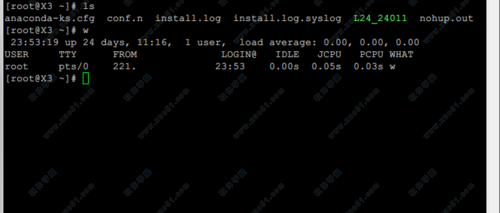 [root@X3 ~]# ls
anaconda-ks.cfg conf.n install.log install.log.syslog L24_24011 nohup.out
[root@X3 ~]# w
23:53:19 up 24 days, 11:16, 1 user, load average: 0.00, 0.00, 0.00
USER TTY FROM LOGIN@ IDLE JCPU PCPU WHAT
root pts/0 221. 23:53 0.00s 0.05s 0.03s w
[root@X3 ~]#